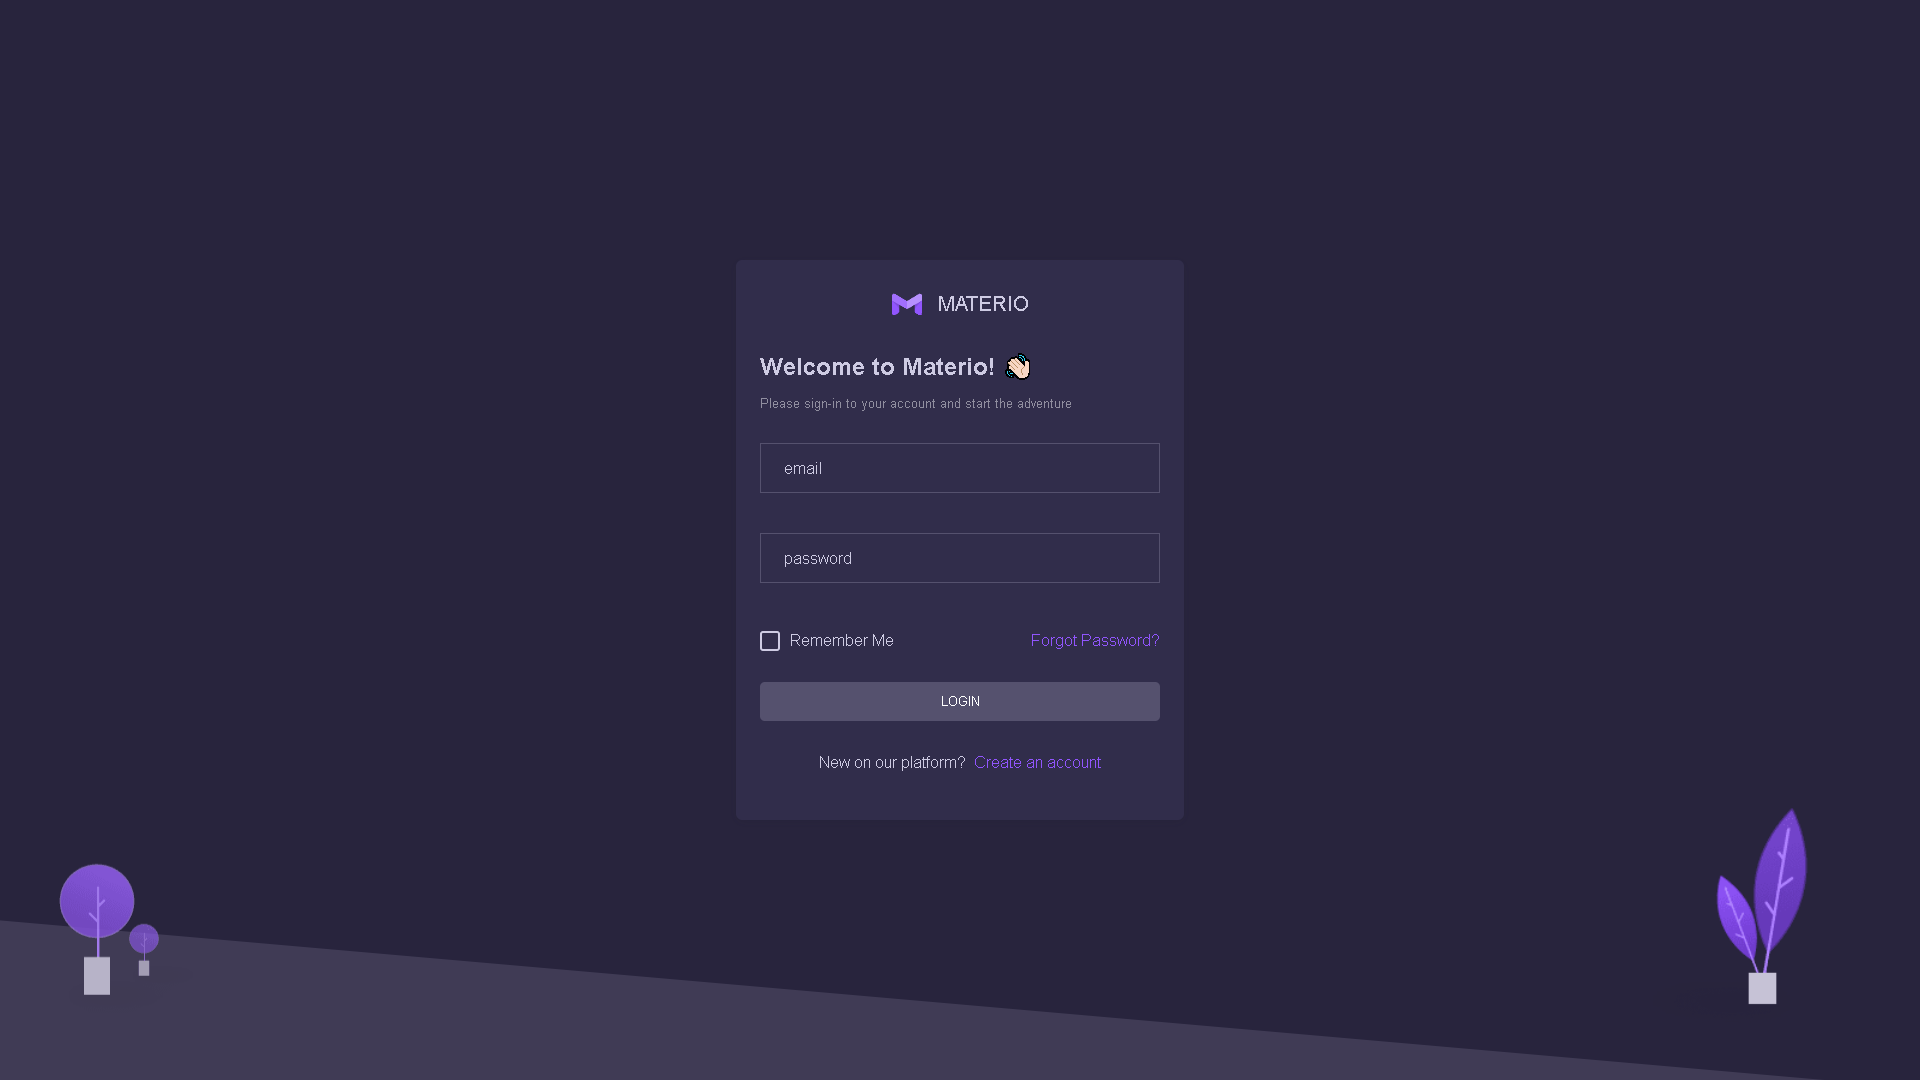 MATERIO
Welcome to Materio! 👋🏻
Please sign-in to your account and start the adventure
email
password
Remember Me Forgot Password?
LOGIN
New on our platform? Create an account